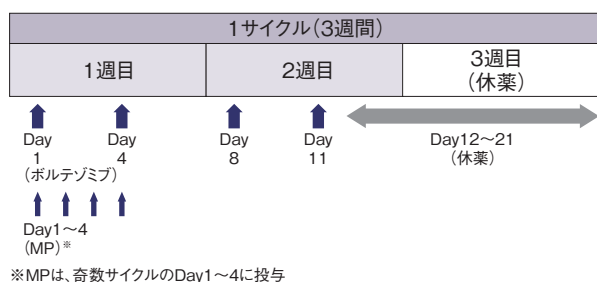 1サイクル(3週間)
1週目
2週目
3週目
(休薬)
Day
1
Day
4
Day
8
Day
11
Day12～21
(休薬)
(ボルテゾミブ)
Day1～4
(MP)※
※MPは、奇数サイクルのDay1～4に投与